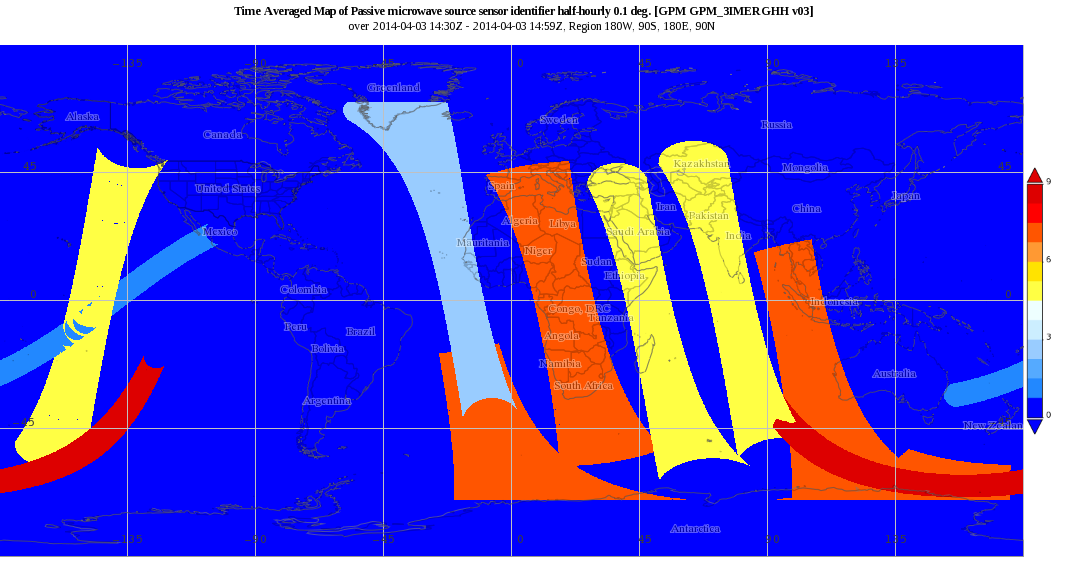 Time Averaged Map of Passive microwave source sensor identifier half-hourly 0.1 deg. [GPM GPM_3IMERGHH v03]
over 2014-04-03 14:30Z - 2014-04-03 14:59Z, Region 180W, 90S, 180E, 90N
-135 -90 -45 0 45 90 135
Greenland
Alaska Sweden Russia
Canada
45 Kazakhstan Mongolia 45
United States Spain Japan
Iran China
Pakistan
Algeria Libya
Mexico Saudi Arabia India
Mauritania Niger
Sudan
Ethiopia
Colombia
0 0
Indonesia
Congo, DRC
Tanzania
Peru Brazil Angola
Bolivia
Namibia
Australia
South Africa
Argentina
New Zealan
Antarctica
-135 -90 -45 0 45 90 135
9
6
3
0